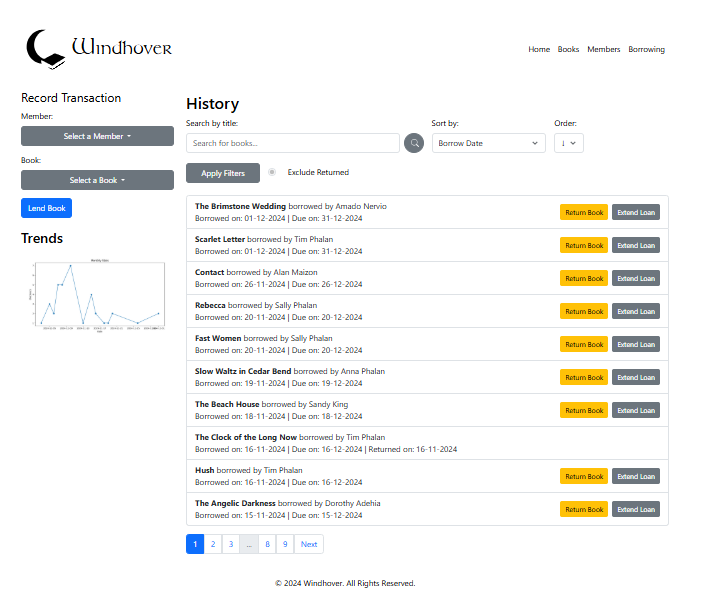 Windhover
Home Books Members Borrowing
Record Transaction
Member:
Select a Member
Book:
Select a Book
Lend Book
Trends
History
Search by title:
Search for books...
Sort by:
Borrow Date
Order:
↓
Apply Filters
Exclude Returned
The Brimstone Wedding borrowed by Amado Nervio
Borrowed on: 01-12-2024 | Due on: 31-12-2024
Return Book Extend Loan
Scarlet Letter borrowed by Tim Phalan
Borrowed on: 01-12-2024 | Due on: 31-12-2024
Return Book Extend Loan
Contact borrowed by Alan Maizon
Borrowed on: 26-11-2024 | Due on: 26-12-2024
Return Book Extend Loan
Rebecca borrowed by Sally Phalan
Borrowed on: 20-11-2024 | Due on: 20-12-2024
Return Book Extend Loan
Fast Women borrowed by Sally Phalan
Borrowed on: 20-11-2024 | Due on: 20-12-2024
Return Book Extend Loan
Slow Waltz in Cedar Bend borrowed by Anna Phalan
Borrowed on: 19-11-2024 | Due on: 19-12-2024
Return Book Extend Loan
The Beach House borrowed by Sandy King
Borrowed on: 18-11-2024 | Due on: 18-12-2024
Return Book Extend Loan
The Clock of the Long Now borrowed by Tim Phalan
Borrowed on: 16-11-2024 | Due on: 16-12-2024 | Returned on: 16-11-2024
Hush borrowed by Tim Phalan
Borrowed on: 16-11-2024 | Due on: 16-12-2024
Return Book Extend Loan
The Angelic Darkness borrowed by Dorothy Adehia
Borrowed on: 15-11-2024 | Due on: 15-12-2024
Return Book Extend Loan
1 2 3 ... 8 9 Next
© 2024 Windhover. All Rights Reserved.